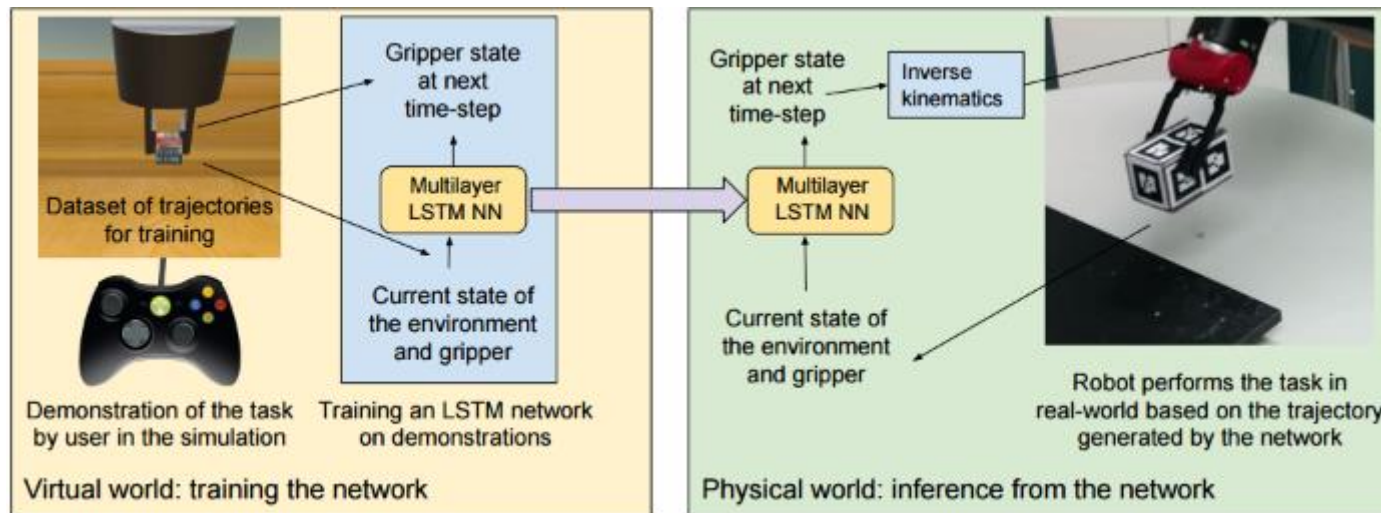 Dataset of trajectories
for training
Demonstration of the task
by user in the simulation
Gripper state
at next
time-step
Multilayer
LSTM NN
Current state of
the environment
and gripper
Training an LSTM network
on demonstrations
Virtual world: training the network
Gripper state
at next
time-step
Inverse
kinematics
Multilayer
LSTM NN
Current state of
the environment
and gripper
Robot performs the task in
real-world based on the trajectory
generated by the network
Physical world: inference from the network